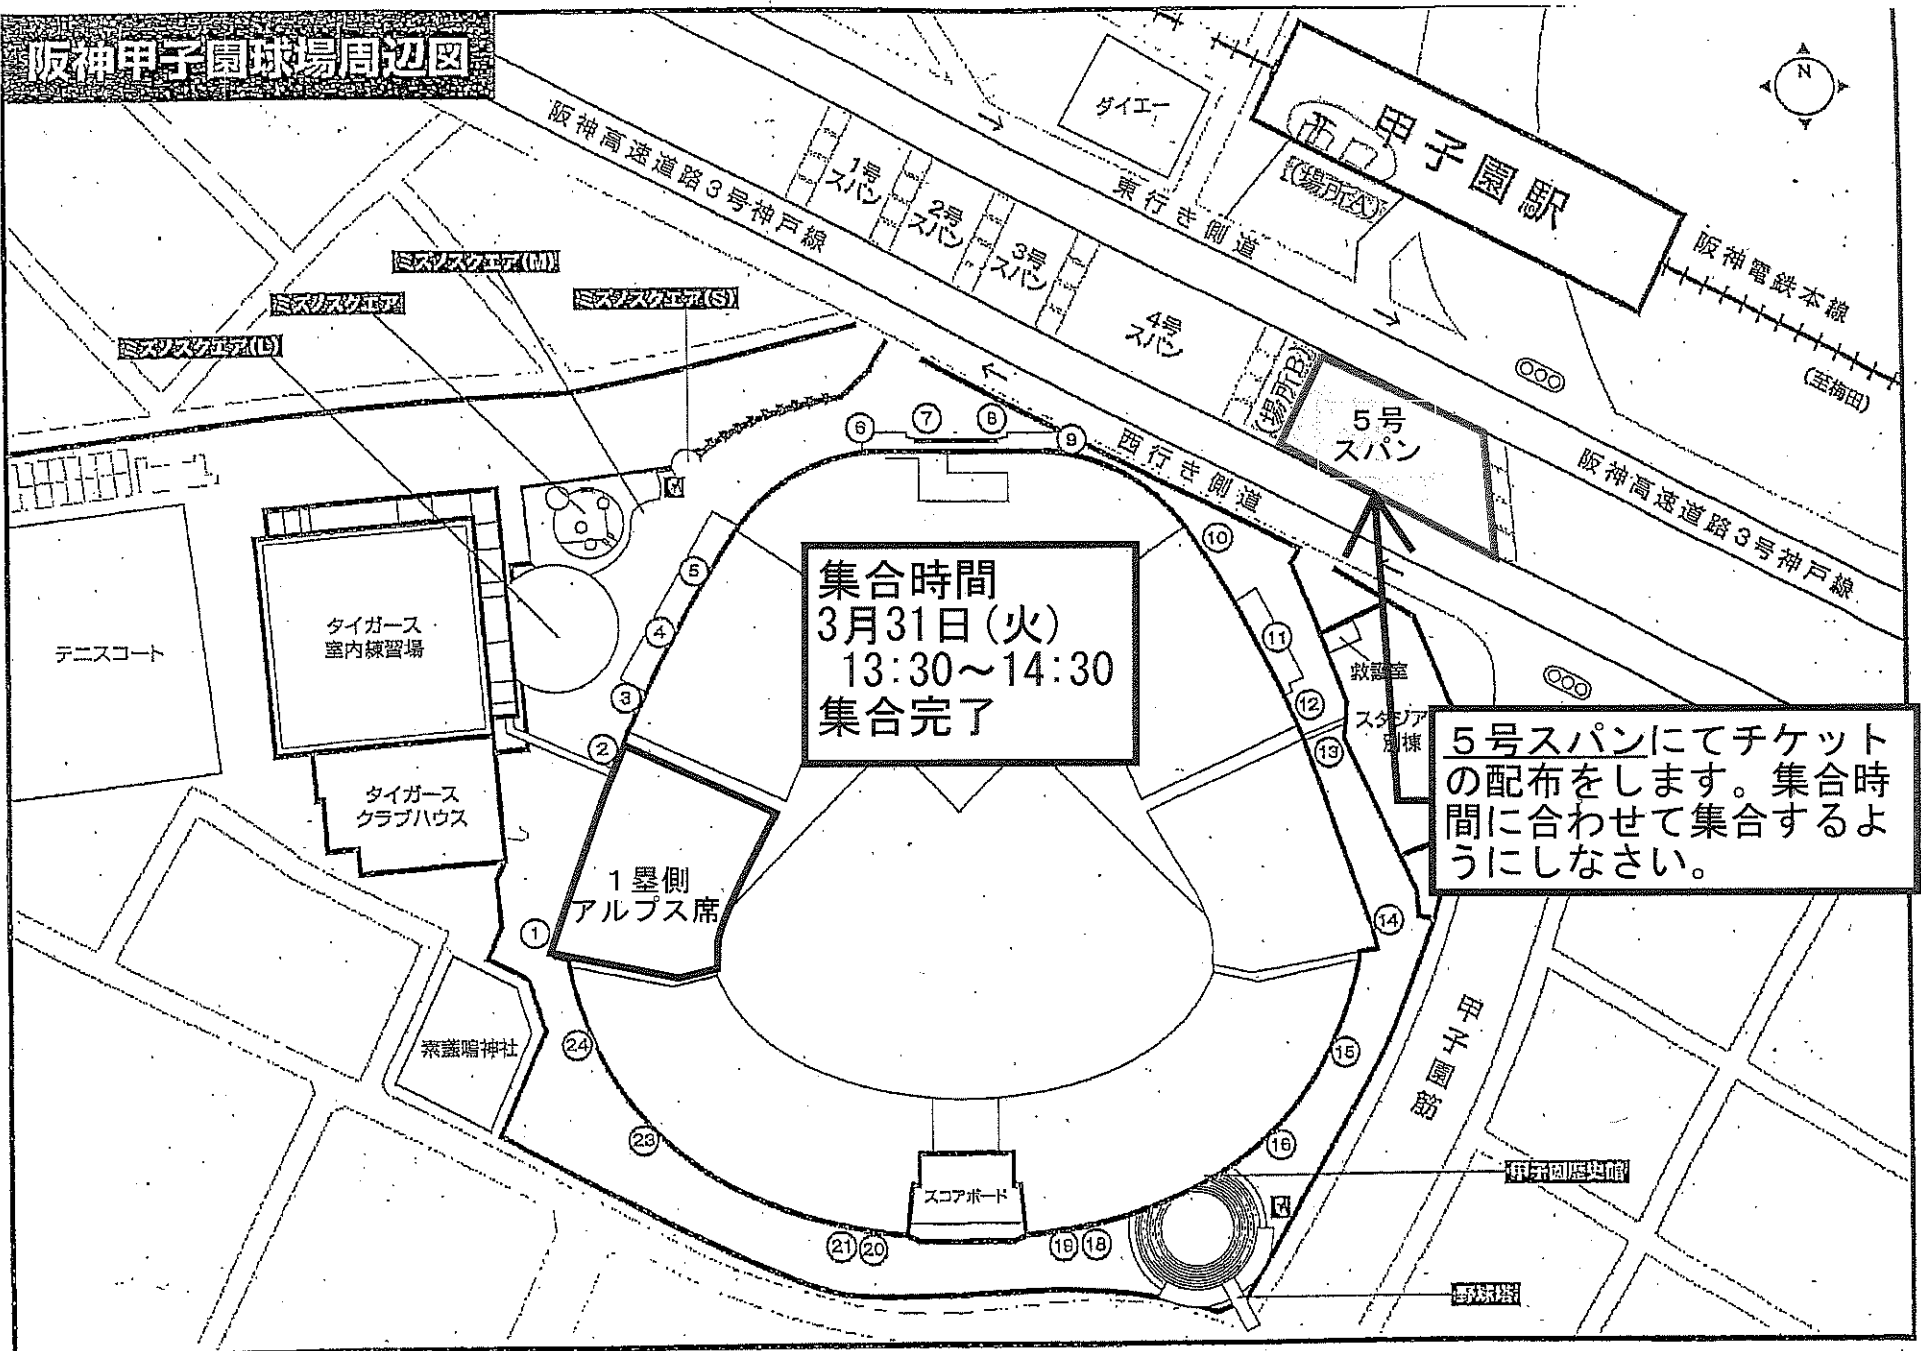 阪神甲子園球場周辺図
N
ダイエー
甲子園駅
西口
(場所A)
阪神高速道路3号神戸線
1号
スパン
2号
スパン
3号
スパン
4号
スパン
東行き側道
阪神電鉄本線
(至梅田)
ミズノスクエア(M)
ミズノスクエア
ミズノスクエア(S)
ミズノスクエア(L)
(場所B)
5号
スパン
西行き側道
阪神高速道路3号神戸線
6
7
8
9
10
5
4
3
2
11
12
13
集合時間
3月31日(火)
13:30~14:30
集合完了
テニスコート
タイガース
室内練習場
タイガース
クラブハウス
救護室
5号スパンにてチケット
の配布をします。集合時
間に合わせて集合するよ
うにしなさい。
1塁側
アルプス席
1
14
素盞嗚神社
24
15
甲子園筋
23
16
甲子園歴史館
スコアボード
21
20
19
18
野球塔